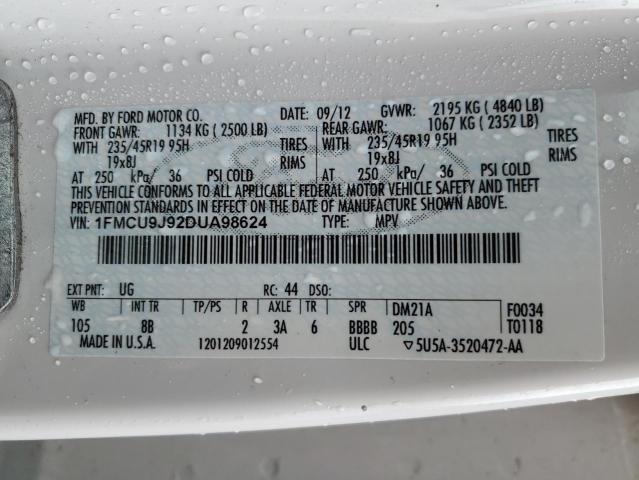 MFD. BY FORD MOTOR CO. DATE: 09/12 GVWR: 2195 KG ( 4840 LB)
FRONT GAWR: 1134 KG ( 2500 LB) REAR GAWR: 1067 KG ( 2352 LB)
WITH 235/45R19 95H TIRES WITH 235/45R19 95H TIRES
19x8J RIMS 19x8J RIMS
AT 250 kPa/ 36 PSI COLD AT 250 kPa/ 36 PSI COLD
THIS VEHICLE CONFORMS TO ALL APPLICABLE FEDERAL MOTOR VEHICLE SAFETY AND THEFT
PREVENTION STANDARDS IN EFFECT ON THE DATE OF MANUFACTURE SHOWN ABOVE.
VIN: 1FMCU9J92DUA98624 TYPE: MPV
EXT PNT: UG RC: 44 DSO:
WB INT TR TP/PS R AXLE TR SPR DM21A F0034
105 8B 2 3A 6 BBBB 205 T0118
MADE IN U.S.A. 1201209012554 ULC ▽5U5A-3520472-AA